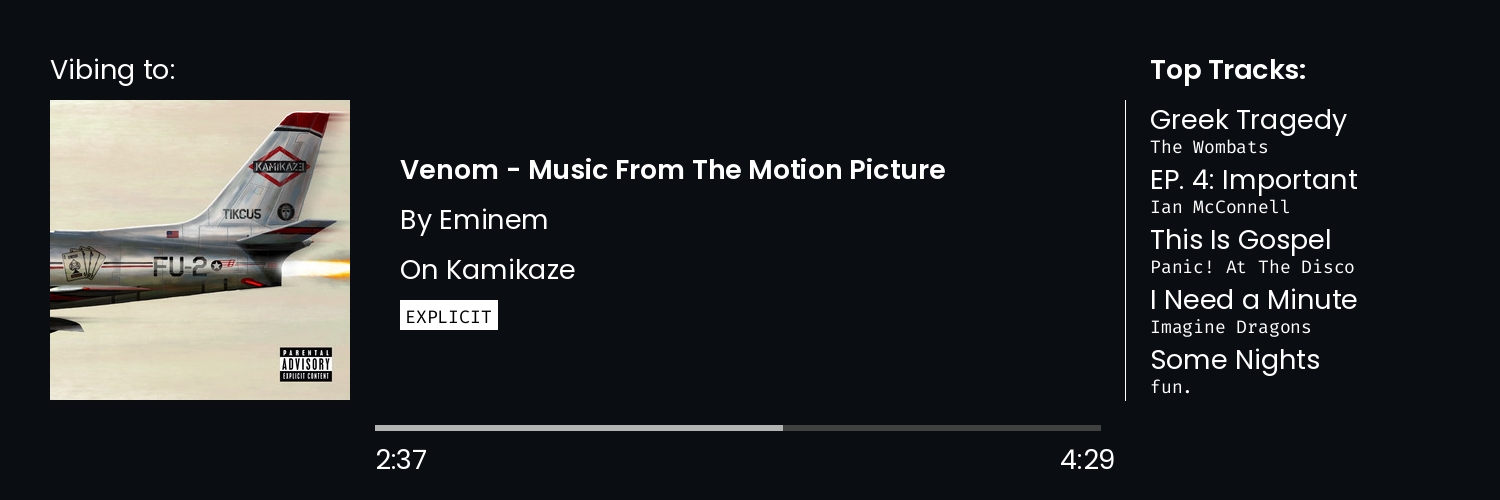 Vibing to:
KAMIKAZE
TIKCUS
FU-2
PARENTAL
ADVISORY
EXPLICIT CONTENT
Venom - Music From The Motion Picture
By Eminem
On Kamikaze
EXPLICIT
2:37
4:29
Top Tracks:
Greek Tragedy
The Wombats
EP. 4: Important
Ian McConnell
This Is Gospel
Panic! At The Disco
I Need a Minute
Imagine Dragons
Some Nights
fun.